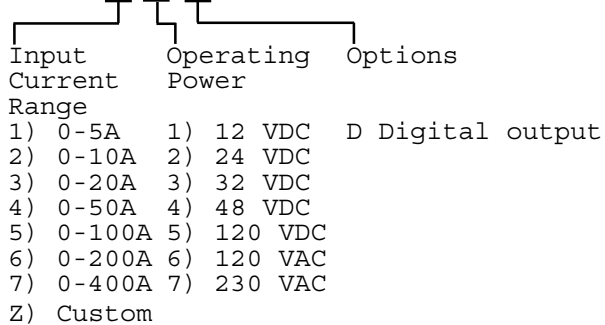 Input Operating Options
Current Power
Range
1) 0-5A 1) 12 VDC D Digital output
2) 0-10A 2) 24 VDC
3) 0-20A 3) 32 VDC
4) 0-50A 4) 48 VDC
5) 0-100A 5) 120 VDC
6) 0-200A 6) 120 VAC
7) 0-400A 7) 230 VAC
Z) Custom